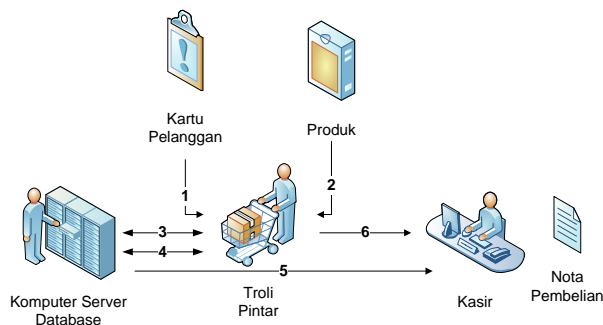 Kartu
Pelanggan
Produk
1
2
3
4
5
6
Komputer Server
Database
Troli
Pintar
Kasir
Nota
Pembelian